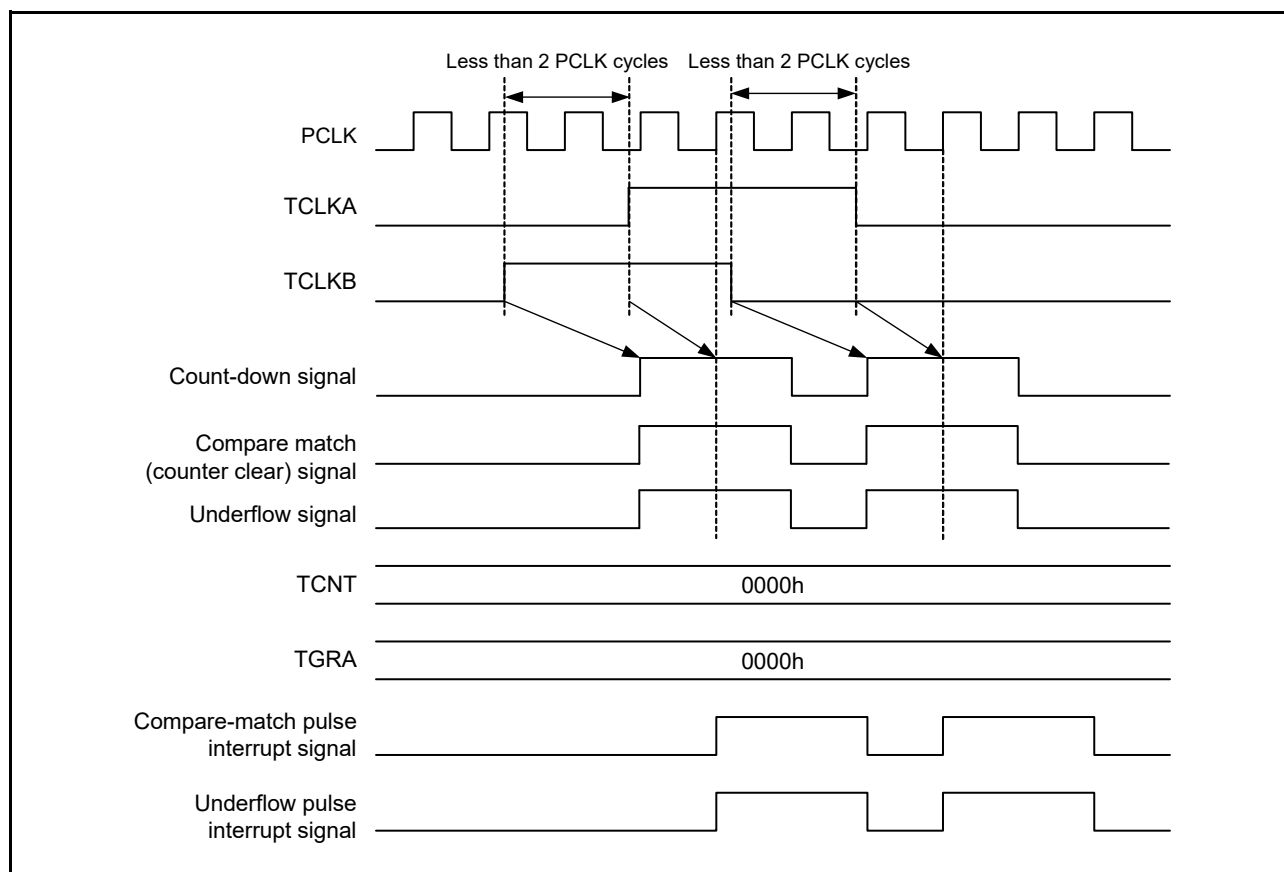 Less than 2 PCLK cycles
Less than 2 PCLK cycles
PCLK
TCLKA
TCLKB
Count-down signal
Compare match
(counter clear) signal
Underflow signal
TCNT
0000h
TGRA
0000h
Compare-match pulse
interrupt signal
Underflow pulse
interrupt signal